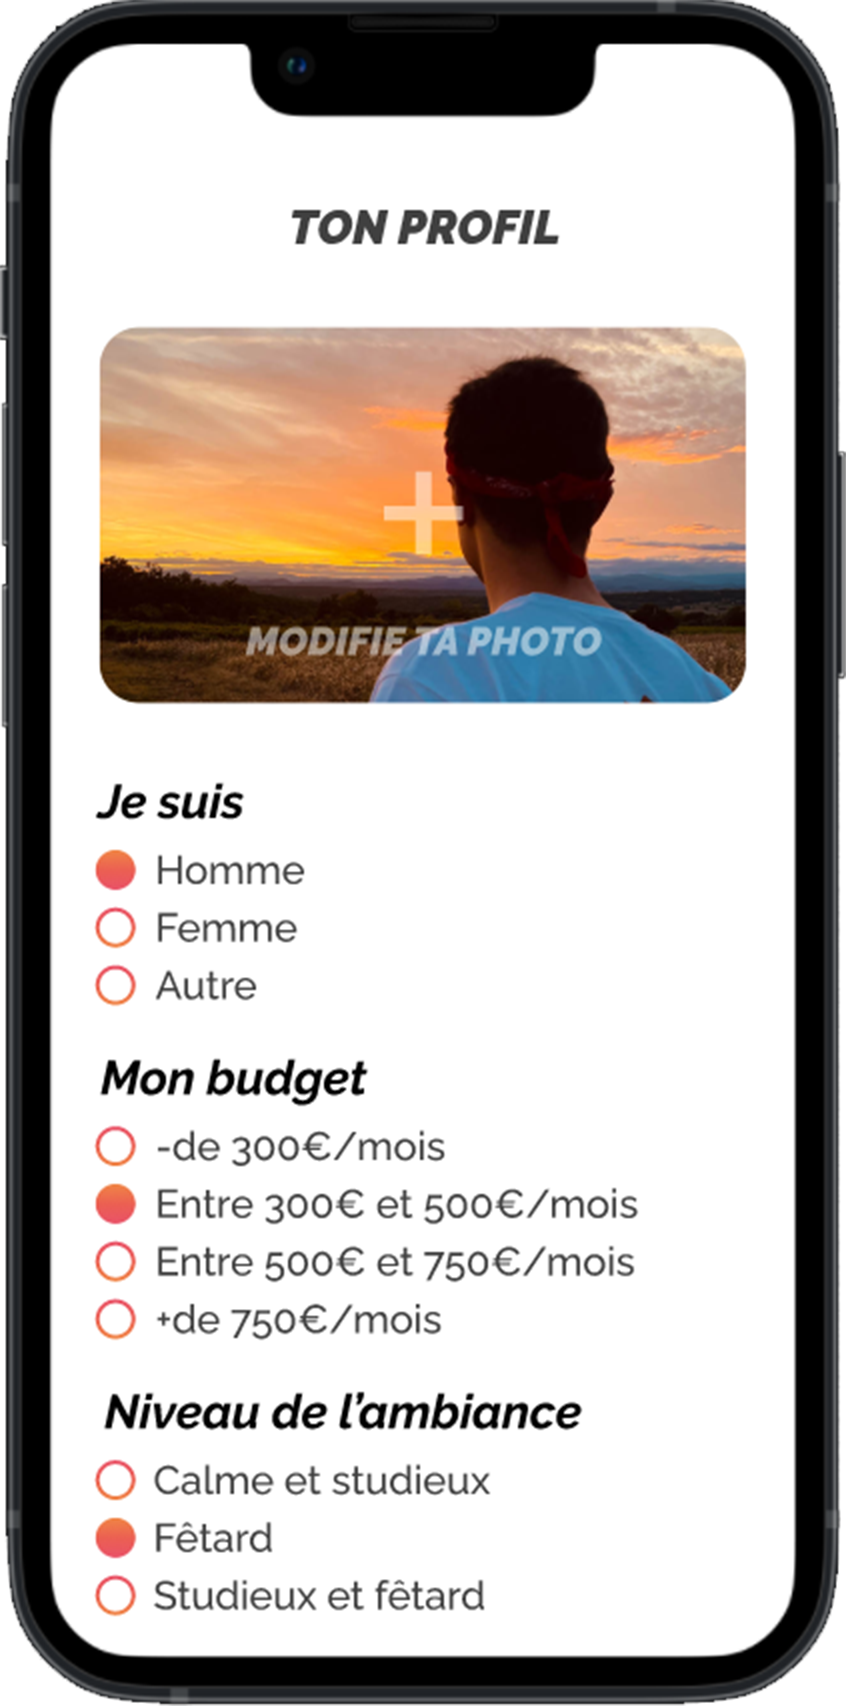 TON PROFIL
MODIFIE TA PHOTO
Je suis
Homme
Femme
Autre
Mon budget
-de 300€/mois
Entre 300€ et 500€/mois
Entre 500€ et 750€/mois
+de 750€/mois
Niveau de l’ambiance
Calme et studieux
Fêtard
Studieux et fêtard